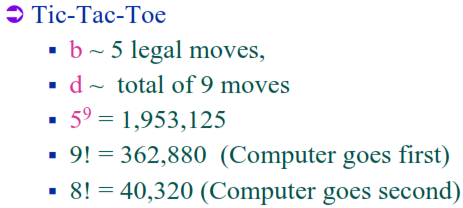 ➲ Tic-Tac-Toe
▪ b ~ 5 legal moves,
▪ d ~ total of 9 moves
▪ 5⁹ = 1,953,125
▪ 9! = 362,880 (Computer goes first)
▪ 8! = 40,320 (Computer goes second)